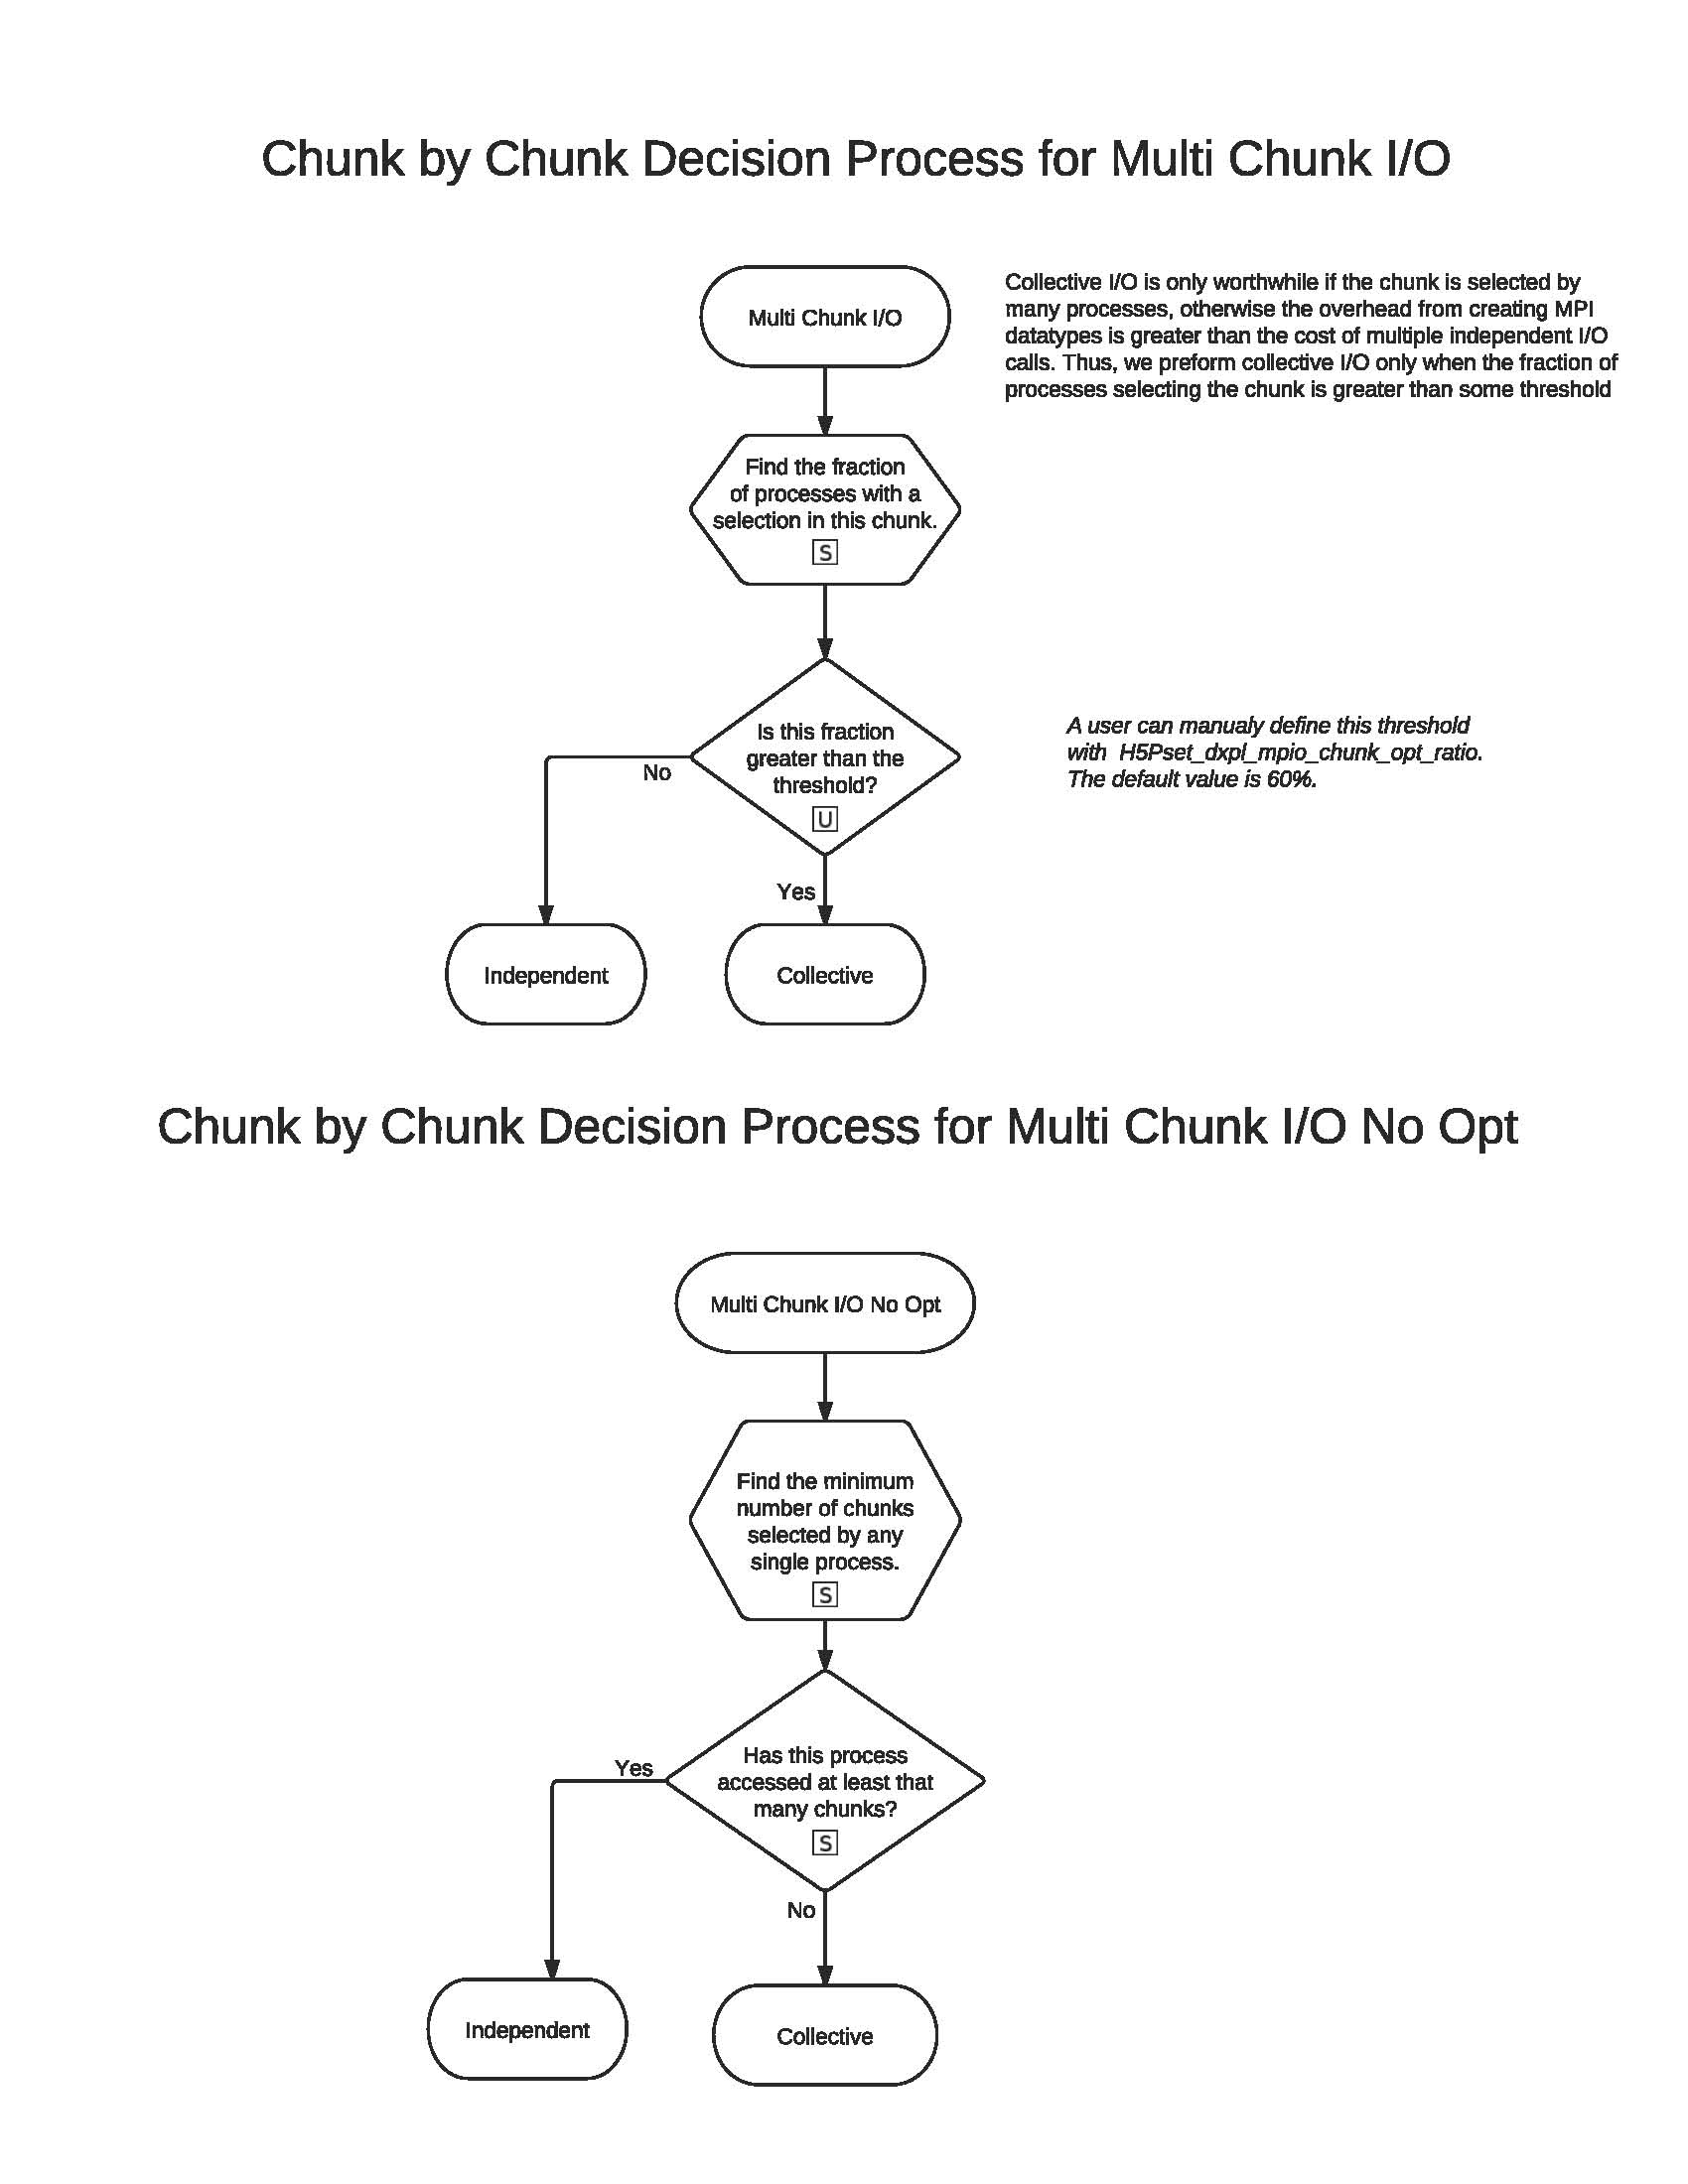 Chunk by Chunk Decision Process for Multi Chunk I/O
Multi Chunk I/O
Collective I/O is only worthwhile if the chunk is selected by
many processes, otherwise the overhead from creating MPI
datatypes is greater than the cost of multiple independent I/O
calls. Thus, we preform collective I/O only when the fraction of
processes selecting the chunk is greater than some threshold
Find the fraction
of processes with a
selection in this chunk.
S
Is this fraction
greater than the
threshold?
U
A user can manualy define this threshold
with  H5Pset_dxpl_mpio_chunk_opt_ratio.
The default value is 60%.
No
Yes
Independent
Collective
Chunk by Chunk Decision Process for Multi Chunk I/O No Opt
Multi Chunk I/O No Opt
Find the minimum
number of chunks
selected by any
single process.
S
Has this process
accessed at least that
many chunks?
S
Yes
No
Independent
Collective